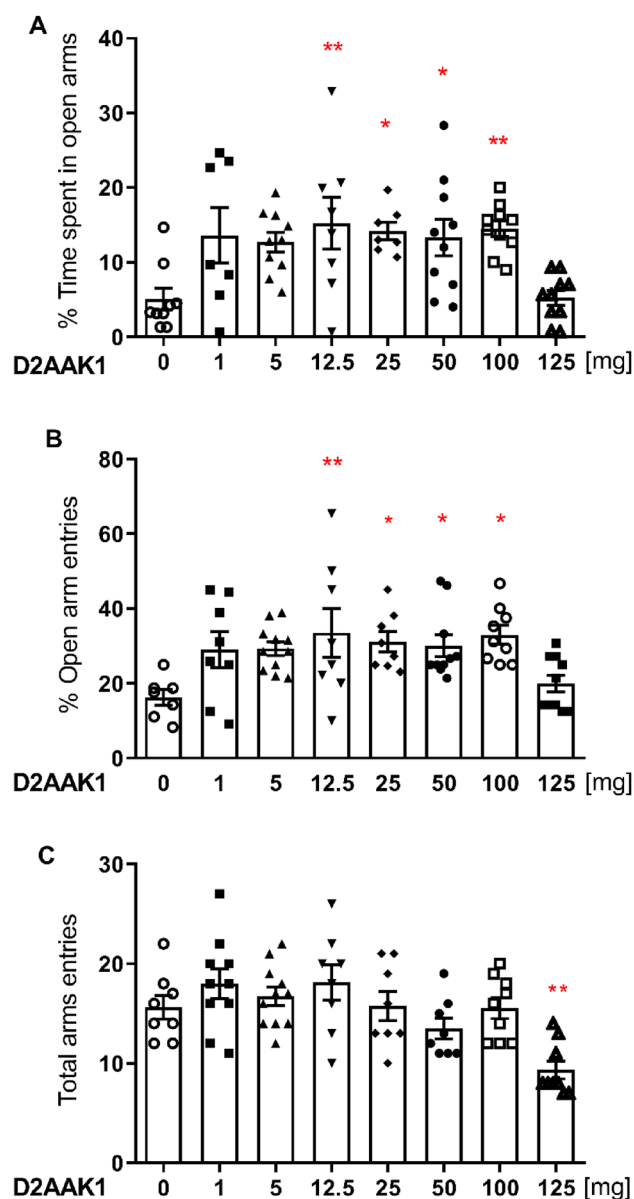 A
% Time spent in open arms
40
30
20
10
0
** * * **
D2AAK1 0 1 5 12.5 25 50 100 125 [mg]
B
% Open arm entries
80
60
40
20
0
** * * *
D2AAK1 0 1 5 12.5 25 50 100 125 [mg]
C
Total arms entries
30
20
10
0
**
D2AAK1 0 1 5 12.5 25 50 100 125 [mg]